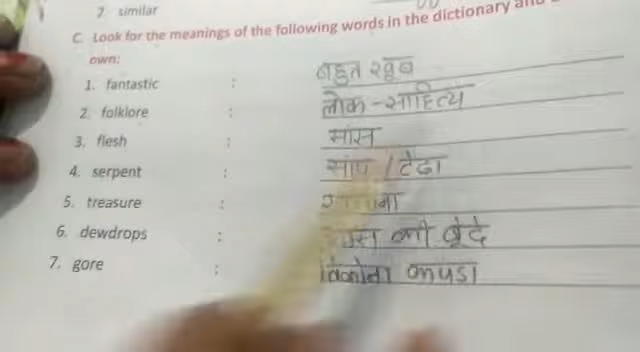 7 similar
C. Look for the meanings of the following words in the dictionary and
own:
1. fantastic : बहुत खुब
2. folklore : लोक-साहित्य
3. flesh : मांस
4. serpent : सांप / टेढा
5. treasure :
6. dewdrops : की बूंदे
7. gore : कपडा